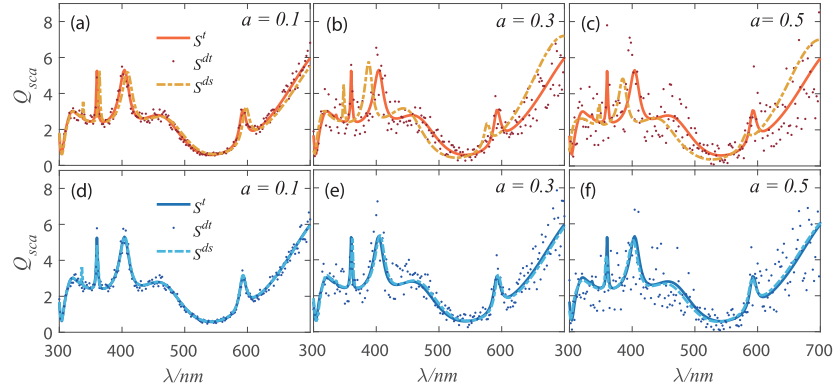 (a) a = 0.1
(b) a = 0.3
(c) a= 0.5
S^t
S^dt
S^ds
Q_sca
8
6
4
2
0
(d) a = 0.1
(e) a = 0.3
(f) a = 0.5
S^t
S^dt
S^ds
Q_sca
8
6
4
2
0
300 400 500 600 300 400 500 600 300 400 500 600 700
λ/nm λ/nm λ/nm